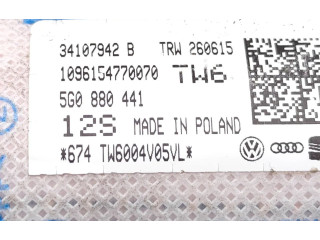 34107942 B TRW 260615
1096154770070 TW6
5G0 880 441
12S MADE IN POLAND
*674 TW6004V05VL*